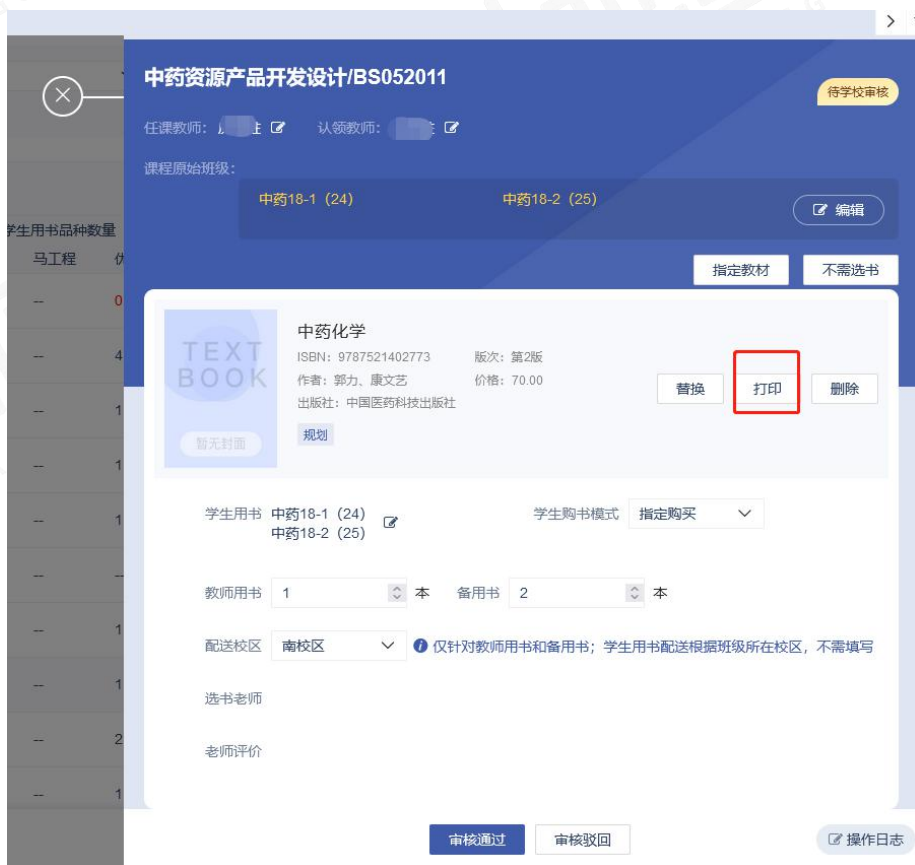 中药资源产品开发设计/BS052011
待学校审核
任课教师： 认领教师：
课程原始班级：
中药18-1（24） 中药18-2（25） 编辑
学生用书品种数量
马工程
指定教材 不需选书
-- 0
-- 4
-- 1
-- 1
-- 1
-- --
-- 1
-- 1
-- 2
-- 1
TEXT
BOOK
暂无封面
中药化学
ISBN：9787521402773 版次：第2版
作者：郭力、康文艺 价格：70.00
出版社：中国医药科技出版社
规划
替换 打印 删除
学生用书 中药18-1（24） 学生购书模式 指定购买
中药18-2（25）
教师用书 1 本 备用书 2 本
配送校区 南校区 仅针对教师用书和备用书；学生用书配送根据班级所在校区，不需填写
选书老师
老师评价
审核通过 审核驳回 操作日志